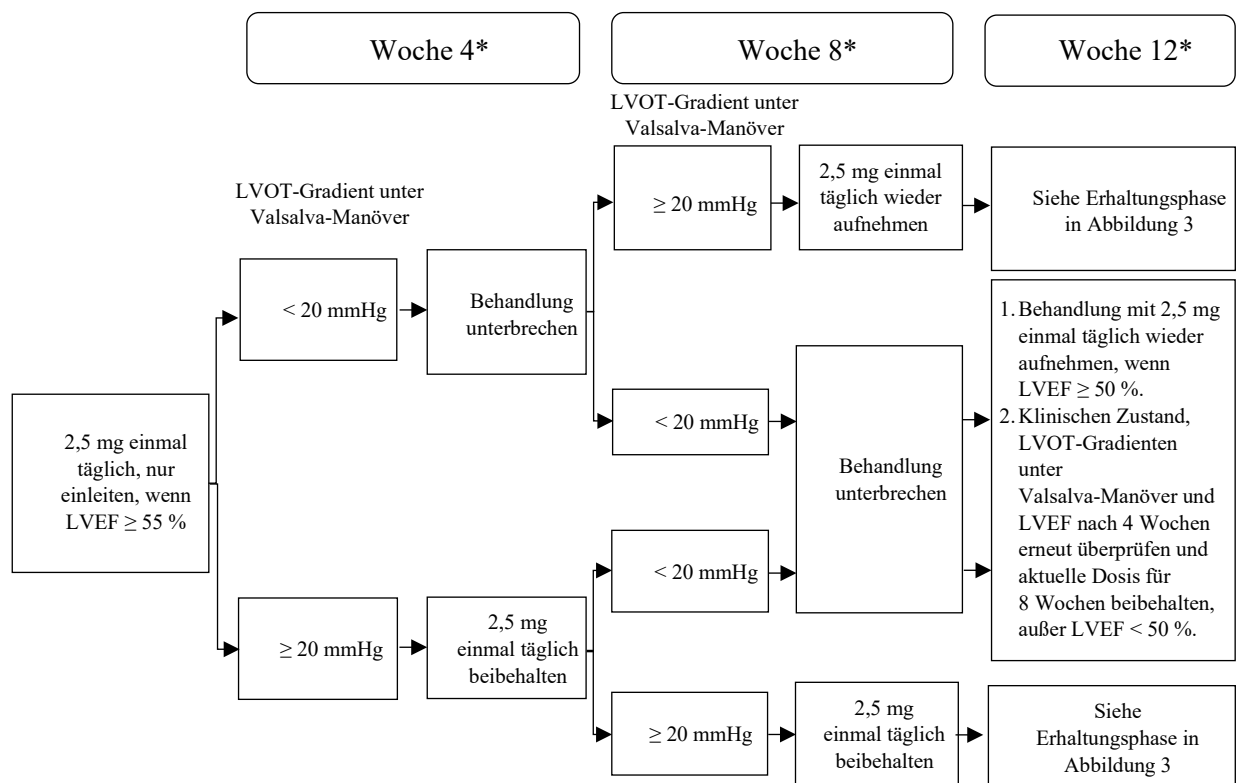 Woche 4*
Woche 8*
Woche 12*
LVOT-Gradient unter
Valsalva-Manöver
≥ 20 mmHg
2,5 mg einmal
täglich wieder
aufnehmen
Siehe Erhaltungsphase
in Abbildung 3
LVOT-Gradient unter
Valsalva-Manöver
< 20 mmHg
Behandlung
unterbrechen
< 20 mmHg
Behandlung
unterbrechen
1. Behandlung mit 2,5 mg
einmal täglich wieder
aufnehmen, wenn
LVEF ≥ 50 %.
2. Klinischen Zustand,
LVOT-Gradienten
unter
Valsalva-Manöver und
LVEF nach 4 Wochen
erneut überprüfen und
aktuelle Dosis für
8 Wochen beibehalten,
außer LVEF < 50 %.
2,5 mg einmal
täglich, nur
einleiten, wenn
LVEF ≥ 55 %
< 20 mmHg
≥ 20 mmHg
2,5 mg
einmal täglich
beibehalten
≥ 20 mmHg
2,5 mg
einmal täglich
beibehalten
Siehe
Erhaltungsphase in
Abbildung 3